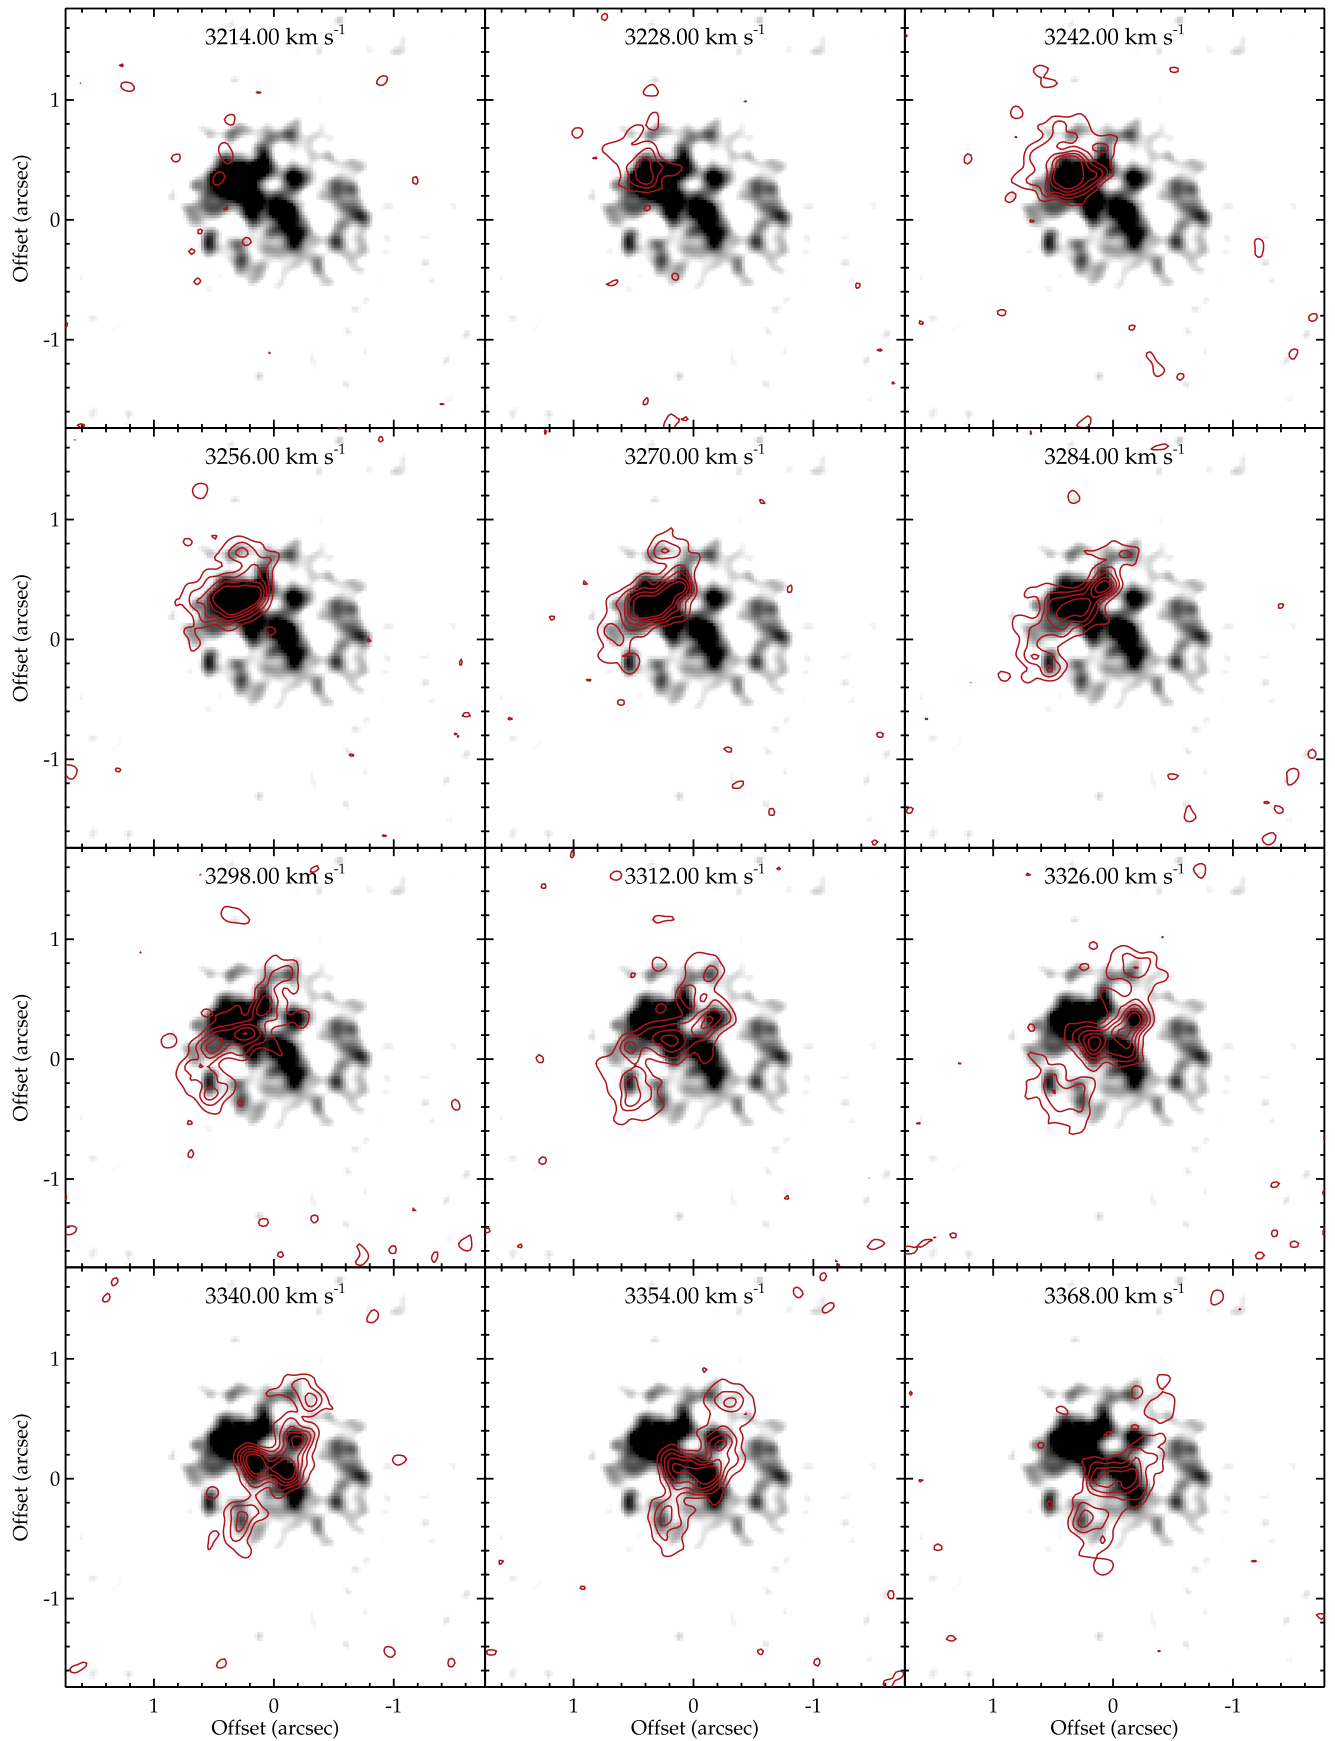 3214.00 km s-1 3228.00 km s-1 3242.00 km s-1
1
Offset (arcsec)
0
-1
3256.00 km s-1 3270.00 km s-1 3284.00 km s-1
1
Offset (arcsec)
0
-1
3298.00 km s-1 3312.00 km s-1 3326.00 km s-1
1
Offset (arcsec)
0
-1
3340.00 km s-1 3354.00 km s-1 3368.00 km s-1
1
Offset (arcsec)
0
-1
1 0 -1 1 0 -1 1 0 -1
Offset (arcsec) Offset (arcsec) Offset (arcsec)